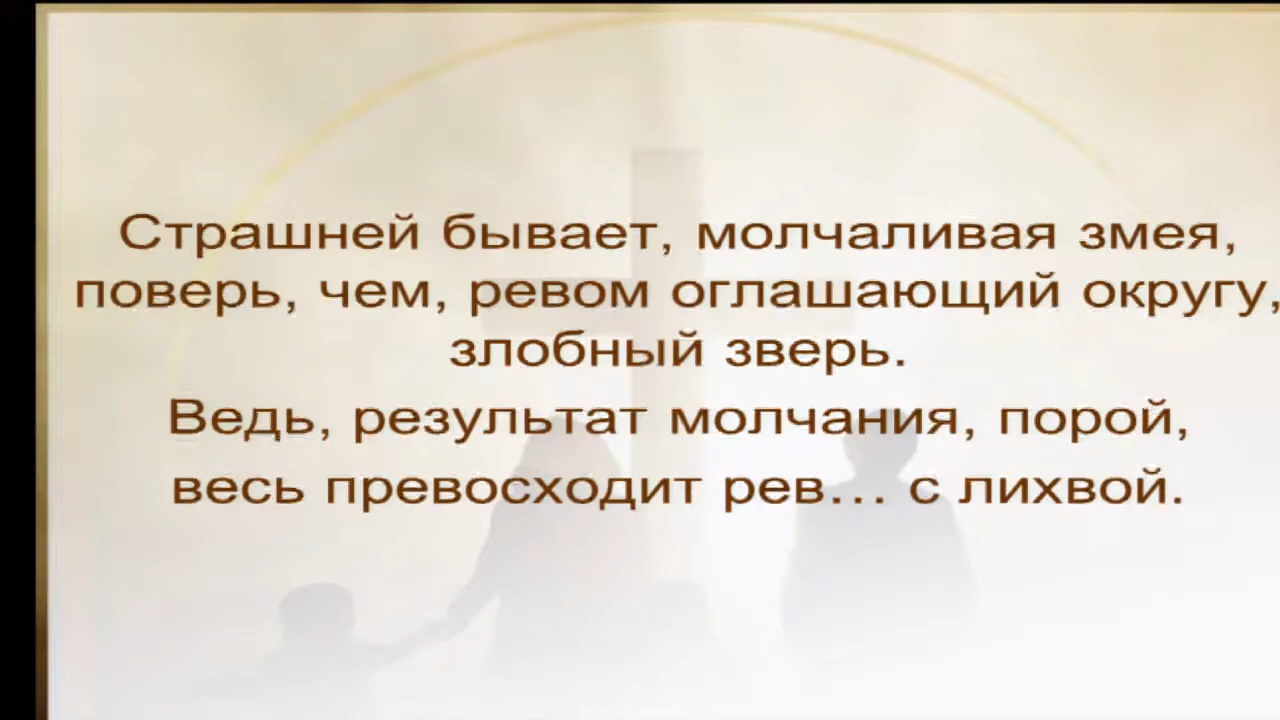 Страшней бывает, молчаливая змея,
поверь, чем, ревом оглашающий округу,
злобный зверь.
Ведь, результат молчания, порой,
весь превосходит рев... с лихвой.